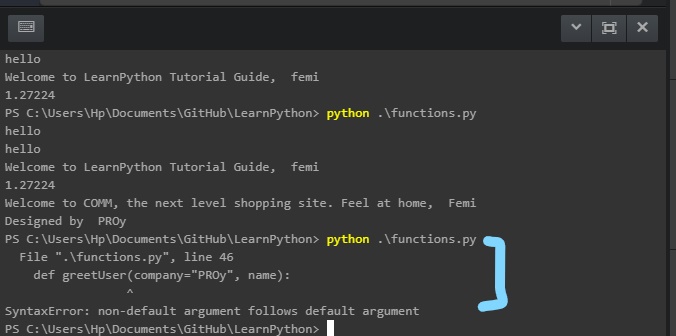 hello
Welcome to LearnPython Tutorial Guide,  femi
1.27224
PS C:\Users\Hp\Documents\GitHub\LearnPython> python .\functions.py
hello
hello
Welcome to LearnPython Tutorial Guide,  femi
1.27224
Welcome to COMM, the next level shopping site. Feel at home,  Femi
Designed by  PROy
PS C:\Users\Hp\Documents\GitHub\LearnPython> python .\functions.py
  File ".\functions.py", line 46
    def greetUser(company="PROy", name):
                 ^
SyntaxError: non-default argument follows default argument
PS C:\Users\Hp\Documents\GitHub\LearnPython>